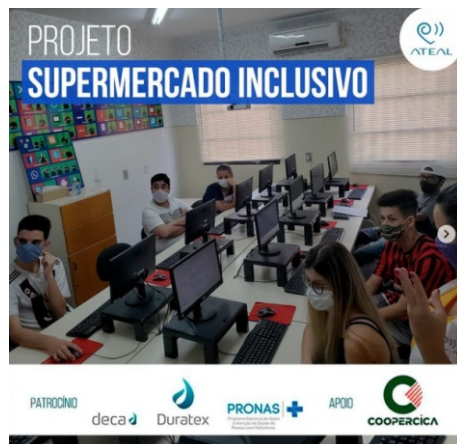 PROJETO
SUPERMERCADO INCLUSIVO
ATEAL
PATROCÍNIO
deca
Duratex
PRONAS
APOIO
COOPERCICA